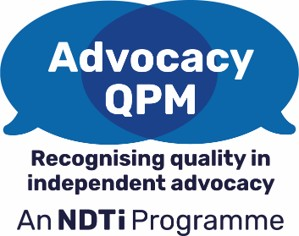 Advocacy
QPM
Recognising quality in
independent advocacy
An NDTi Programme